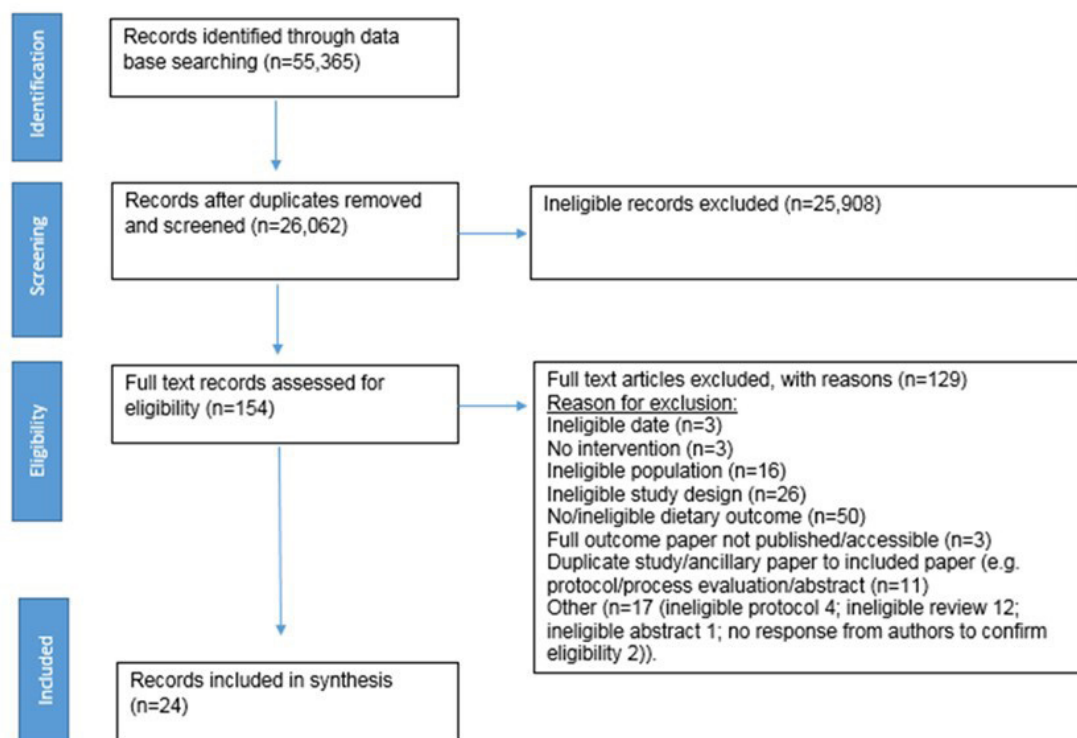 Identification
Records identified through data
base searching (n=55,365)
Screening
Records after duplicates removed
and screened (n=26,062)
Ineligible records excluded (n=25,908)
Eligibility
Full text records assessed for
eligibility (n=154)
Full text articles excluded, with reasons (n=129)
Reason for exclusion:
Ineligible date (n=3)
No intervention (n=3)
Ineligible population (n=16)
Ineligible study design (n=26)
No/ineligible dietary outcome (n=50)
Full outcome paper not published/accessible (n=3)
Duplicate study/ancillary paper to included paper (e.g.
protocol/process evaluation/abstract (n=11)
Other (n=17 (ineligible protocol 4; ineligible review 12;
ineligible abstract 1; no response from authors to confirm
eligibility 2)).
Included
Records included in synthesis
(n=24)